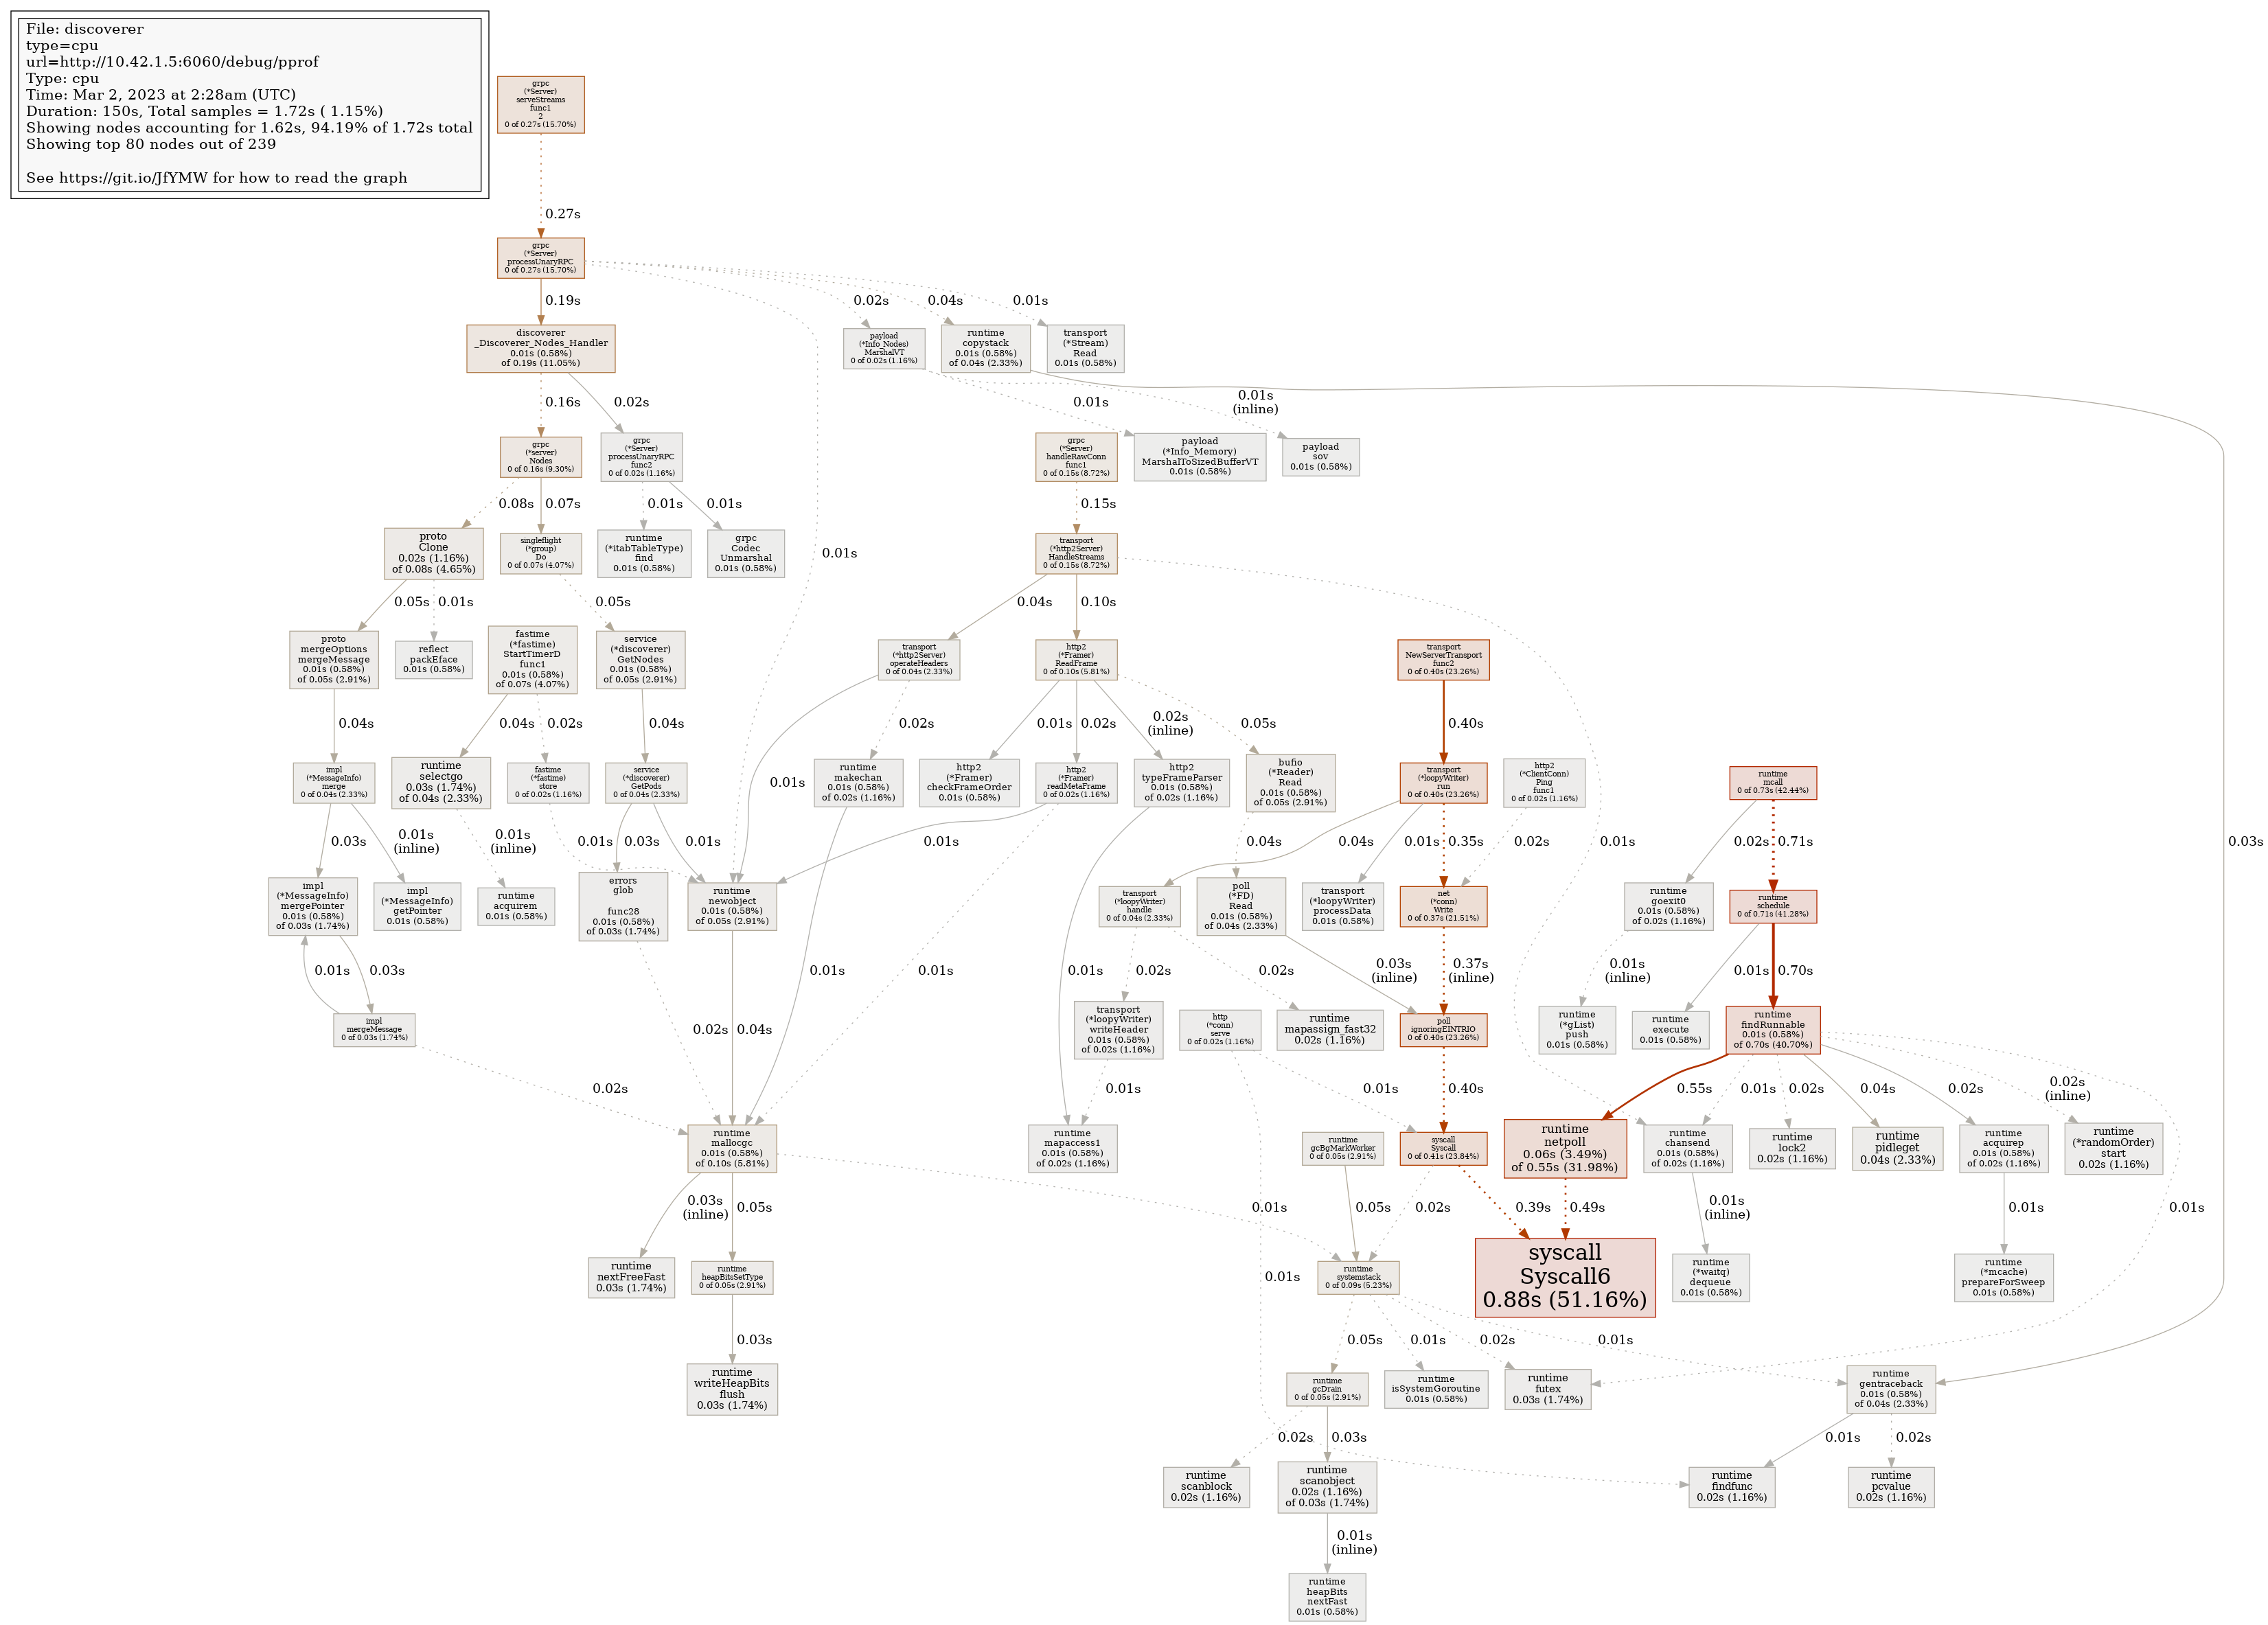 File: discoverer
type=cpu
url=http://10.42.1.5:6060/debug/pprof
Type: cpu
Time: Mar 2, 2023 at 2:28am (UTC)
Duration: 150s, Total samples = 1.72s ( 1.15%)
Showing nodes accounting for 1.62s, 94.19% of 1.72s total
Showing top 80 nodes out of 239
See https://git.io/JfYMW for how to read the graph
grpc
(*Server)
serveStreams
func1
2
0 of 0.27s (15.70%)
0.27s
grpc
(*Server)
processUnaryRPC
0 of 0.27s (15.70%)
0.19s
0.02s
0.04s
0.01s
discoverer
_Discoverer_Nodes_Handler
0.01s (0.58%)
of 0.19s (11.05%)
payload
(*Info_Nodes)
MarshalVT
0 of 0.02s (1.16%)
runtime
copystack
0.01s (0.58%)
of 0.04s (2.33%)
transport
(*Stream)
Read
0.01s (0.58%)
0.16s
0.02s
0.01s
0.01s
(inline)
grpc
(*server)
Nodes
0 of 0.16s (9.30%)
grpc
(*Server)
processUnaryRPC
func2
0 of 0.02s (1.16%)
grpc
(*Server)
handleRawConn
func1
0 of 0.15s (8.72%)
payload
(*Info_Memory)
MarshalToSizedBufferVT
0.01s (0.58%)
payload
sov
0.01s (0.58%)
0.08s
0.07s
0.01s
0.01s
0.15s
proto
Clone
0.02s (1.16%)
of 0.08s (4.65%)
singleflight
(*group)
Do
0 of 0.07s (4.07%)
runtime
(*itabTableType)
find
0.01s (0.58%)
grpc
Codec
Unmarshal
0.01s (0.58%)
0.01s
transport
(*http2Server)
HandleStreams
0 of 0.15s (8.72%)
0.05s
0.01s
0.05s
0.04s
0.10s
proto
mergeOptions
mergeMessage
0.01s (0.58%)
of 0.05s (2.91%)
reflect
packEface
0.01s (0.58%)
fastime
(*fastime)
StartTimerD
func1
0.01s (0.58%)
of 0.07s (4.07%)
service
(*discoverer)
GetNodes
0.01s (0.58%)
of 0.05s (2.91%)
transport
(*http2Server)
operateHeaders
0 of 0.04s (2.33%)
http2
(*Framer)
ReadFrame
0 of 0.10s (5.81%)
transport
NewServerTransport
func2
0 of 0.40s (23.26%)
0.04s
0.04s
0.02s
0.04s
0.02s
0.01s
0.02s
0.02s
(inline)
0.05s
0.40s
impl
(*MessageInfo)
merge
0 of 0.04s (2.33%)
runtime
selectgo
0.03s (1.74%)
of 0.04s (2.33%)
fastime
(*fastime)
store
0 of 0.02s (1.16%)
service
(*discoverer)
GetPods
0 of 0.04s (2.33%)
0.01s
runtime
makechan
0.01s (0.58%)
of 0.02s (1.16%)
http2
(*Framer)
checkFrameOrder
0.01s (0.58%)
http2
(*Framer)
readMetaFrame
0 of 0.02s (1.16%)
http2
typeFrameParser
0.01s (0.58%)
of 0.02s (1.16%)
bufio
(*Reader)
Read
0.01s (0.58%)
of 0.05s (2.91%)
transport
(*loopyWriter)
run
0 of 0.40s (23.26%)
http2
(*ClientConn)
Ping
func1
0 of 0.02s (1.16%)
runtime
mcall
0 of 0.73s (42.44%)
0.03s
0.01s
(inline)
0.01s
(inline)
0.01s
0.03s
0.01s
0.01s
0.04s
0.04s
0.01s
0.35s
0.02s
0.01s
0.02s
0.71s
0.03s
impl
(*MessageInfo)
mergePointer
0.01s (0.58%)
of 0.03s (1.74%)
impl
(*MessageInfo)
getPointer
0.01s (0.58%)
runtime
acquirem
0.01s (0.58%)
errors
glob
func28
0.01s (0.58%)
of 0.03s (1.74%)
runtime
newobject
0.01s (0.58%)
of 0.05s (2.91%)
transport
(*loopyWriter)
handle
0 of 0.04s (2.33%)
poll
(*FD)
Read
0.01s (0.58%)
of 0.04s (2.33%)
transport
(*loopyWriter)
processData
0.01s (0.58%)
net
(*conn)
Write
0 of 0.37s (21.51%)
runtime
goexit0
0.01s (0.58%)
of 0.02s (1.16%)
runtime
schedule
0 of 0.71s (41.28%)
0.01s
0.03s
0.01s
0.01s
0.01s
0.02s
0.02s
0.03s
(inline)
0.37s
(inline)
0.01s
(inline)
0.01s
0.70s
impl
mergeMessage
0 of 0.03s (1.74%)
0.02s
0.04s
transport
(*loopyWriter)
writeHeader
0.01s (0.58%)
of 0.02s (1.16%)
http
(*conn)
serve
0 of 0.02s (1.16%)
runtime
mapassign_fast32
0.02s (1.16%)
poll
ignoringEINTRIO
0 of 0.40s (23.26%)
runtime
(*gList)
push
0.01s (0.58%)
runtime
execute
0.01s (0.58%)
runtime
findRunnable
0.01s (0.58%)
of 0.70s (40.70%)
0.02s
0.01s
0.01s
0.40s
0.55s
0.01s
0.02s
0.04s
0.02s
0.02s
(inline)
runtime
mallocgc
0.01s (0.58%)
of 0.10s (5.81%)
runtime
mapaccess1
0.01s (0.58%)
of 0.02s (1.16%)
runtime
gcBgMarkWorker
0 of 0.05s (2.91%)
syscall
Syscall
0 of 0.41s (23.84%)
runtime
netpoll
0.06s (3.49%)
of 0.55s (31.98%)
runtime
chansend
0.01s (0.58%)
of 0.02s (1.16%)
runtime
lock2
0.02s (1.16%)
runtime
pidleget
0.04s (2.33%)
runtime
acquirep
0.01s (0.58%)
of 0.02s (1.16%)
runtime
(*randomOrder)
start
0.02s (1.16%)
0.03s
(inline)
0.05s
0.01s
0.05s
0.02s
0.39s
0.49s
0.01s
(inline)
0.01s
0.01s
runtime
nextFreeFast
0.03s (1.74%)
runtime
heapBitsSetType
0 of 0.05s (2.91%)
0.01s
runtime
systemstack
0 of 0.09s (5.23%)
syscall
Syscall6
0.88s (51.16%)
runtime
(*waitq)
dequeue
0.01s (0.58%)
runtime
(*mcache)
prepareForSweep
0.01s (0.58%)
0.03s
0.05s
0.01s
0.02s
0.01s
runtime
writeHeapBits
flush
0.03s (1.74%)
runtime
gcDrain
0 of 0.05s (2.91%)
runtime
isSystemGoroutine
0.01s (0.58%)
runtime
futex
0.03s (1.74%)
runtime
gentraceback
0.01s (0.58%)
of 0.04s (2.33%)
0.02s
0.03s
0.01s
0.02s
runtime
scanblock
0.02s (1.16%)
runtime
scanobject
0.02s (1.16%)
of 0.03s (1.74%)
runtime
findfunc
0.02s (1.16%)
runtime
pcvalue
0.02s (1.16%)
0.01s
(inline)
runtime
heapBits
nextFast
0.01s (0.58%)